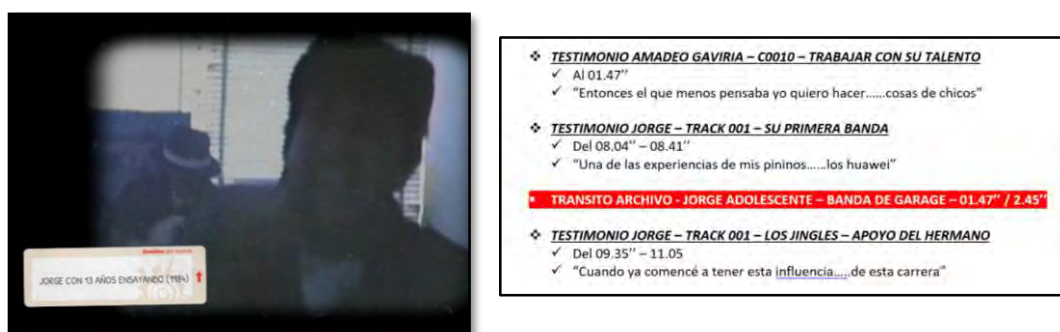 JORGE CON 13 AÑOS ENSAYANDO (1984)
❖ TESTIMONIO AMADEO GAVIRIA – C0010 – TRABAJAR CON SU TALENTO
✓ Al 01.47’’
✓ “Entonces el que menos pensaba yo quiero hacer......cosas de chicos”
❖ TESTIMONIO JORGE – TRACK 001 – SU PRIMERA BANDA
✓ Del 08.04’’ – 08.41’’
✓ “Una de las experiencias de mis pininos......los huawei”
• TRANSITO ARCHIVO - JORGE ADOLESCENTE – BANDA DE GARAGE – 01.47’’ / 2.45’’
❖ TESTIMONIO JORGE – TRACK 001 – LOS JINGLES – APOYO DEL HERMANO
✓ Del 09.35’’ – 11.05
✓ “Cuando ya comencé a tener esta influencia.....de esta carrera”